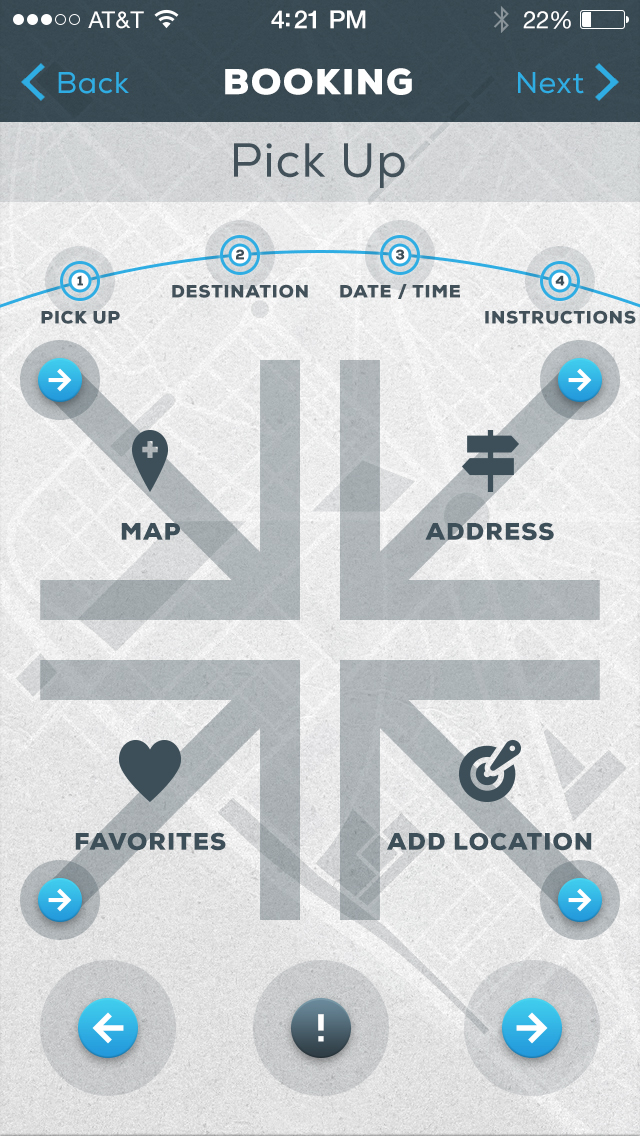 AT&T 4:21 PM 22%
Back BOOKING Next
Pick Up
1 2 3 4
PICK UP DESTINATION DATE / TIME INSTRUCTIONS
MAP ADDRESS
FAVORITES ADD LOCATION
!